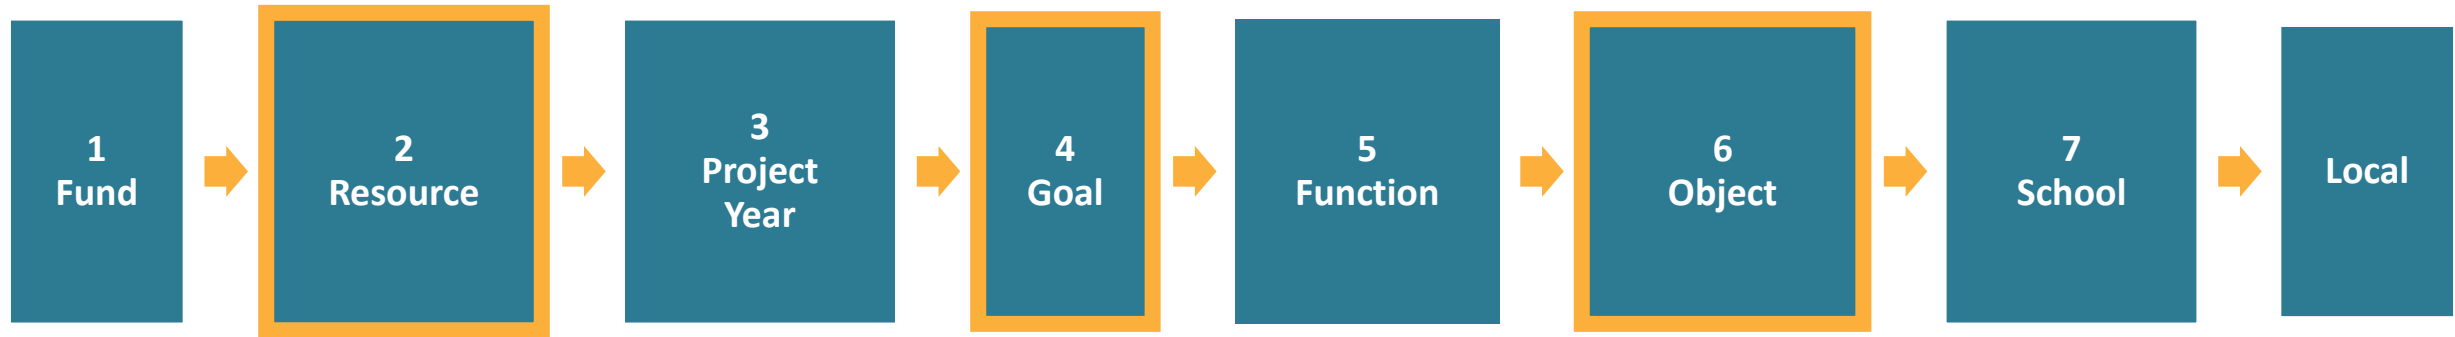 1
Fund
2
Resource
3
Project
Year
4
Goal
5
Function
6
Object
7
School
Local